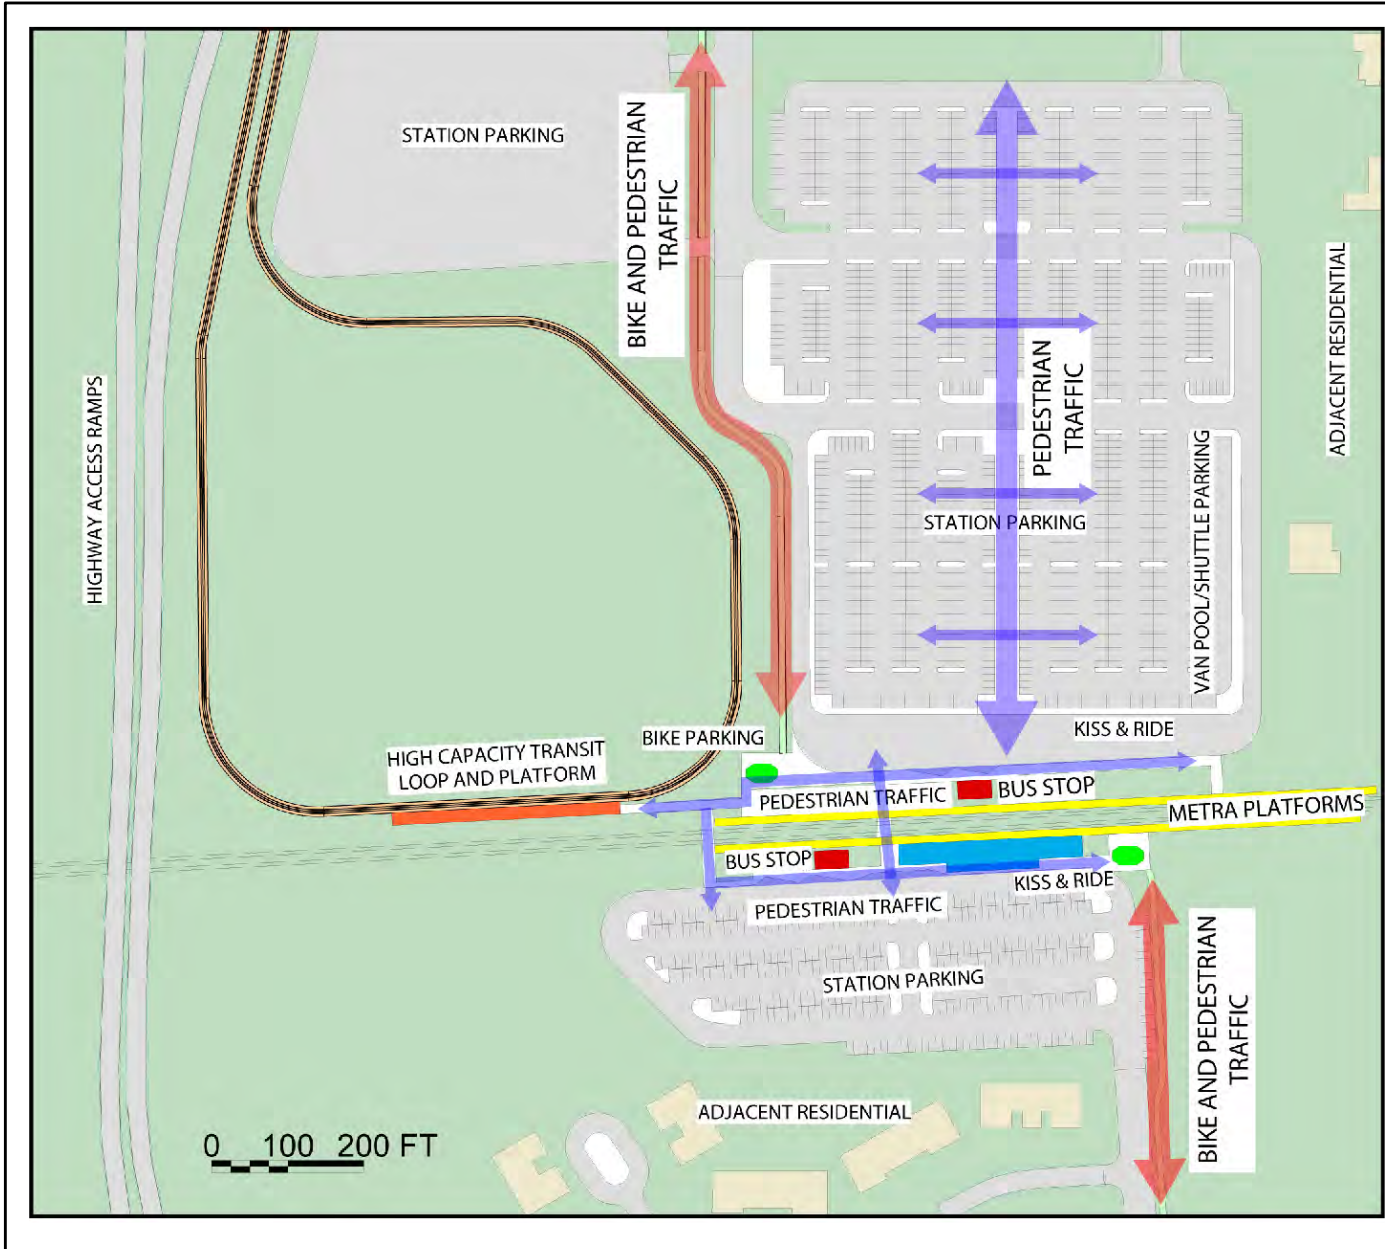 STATION PARKING
BIKE AND PEDESTRIAN
TRAFFIC
PEDESTRIAN
TRAFFIC
ADJACENT RESIDENTIAL
HIGHWAY ACCESS RAMPS
VAN POOL/SHUTTLE PARKING
STATION PARKING
KISS & RIDE
BIKE PARKING
HIGH CAPACITY TRANSIT
LOOP AND PLATFORM
PEDESTRIAN TRAFFIC
BUS STOP
METRA PLATFORMS
BUS STOP
KISS & RIDE
PEDESTRIAN TRAFFIC
STATION PARKING
BIKE AND PEDESTRIAN
TRAFFIC
ADJACENT RESIDENTIAL
0 100 200 FT